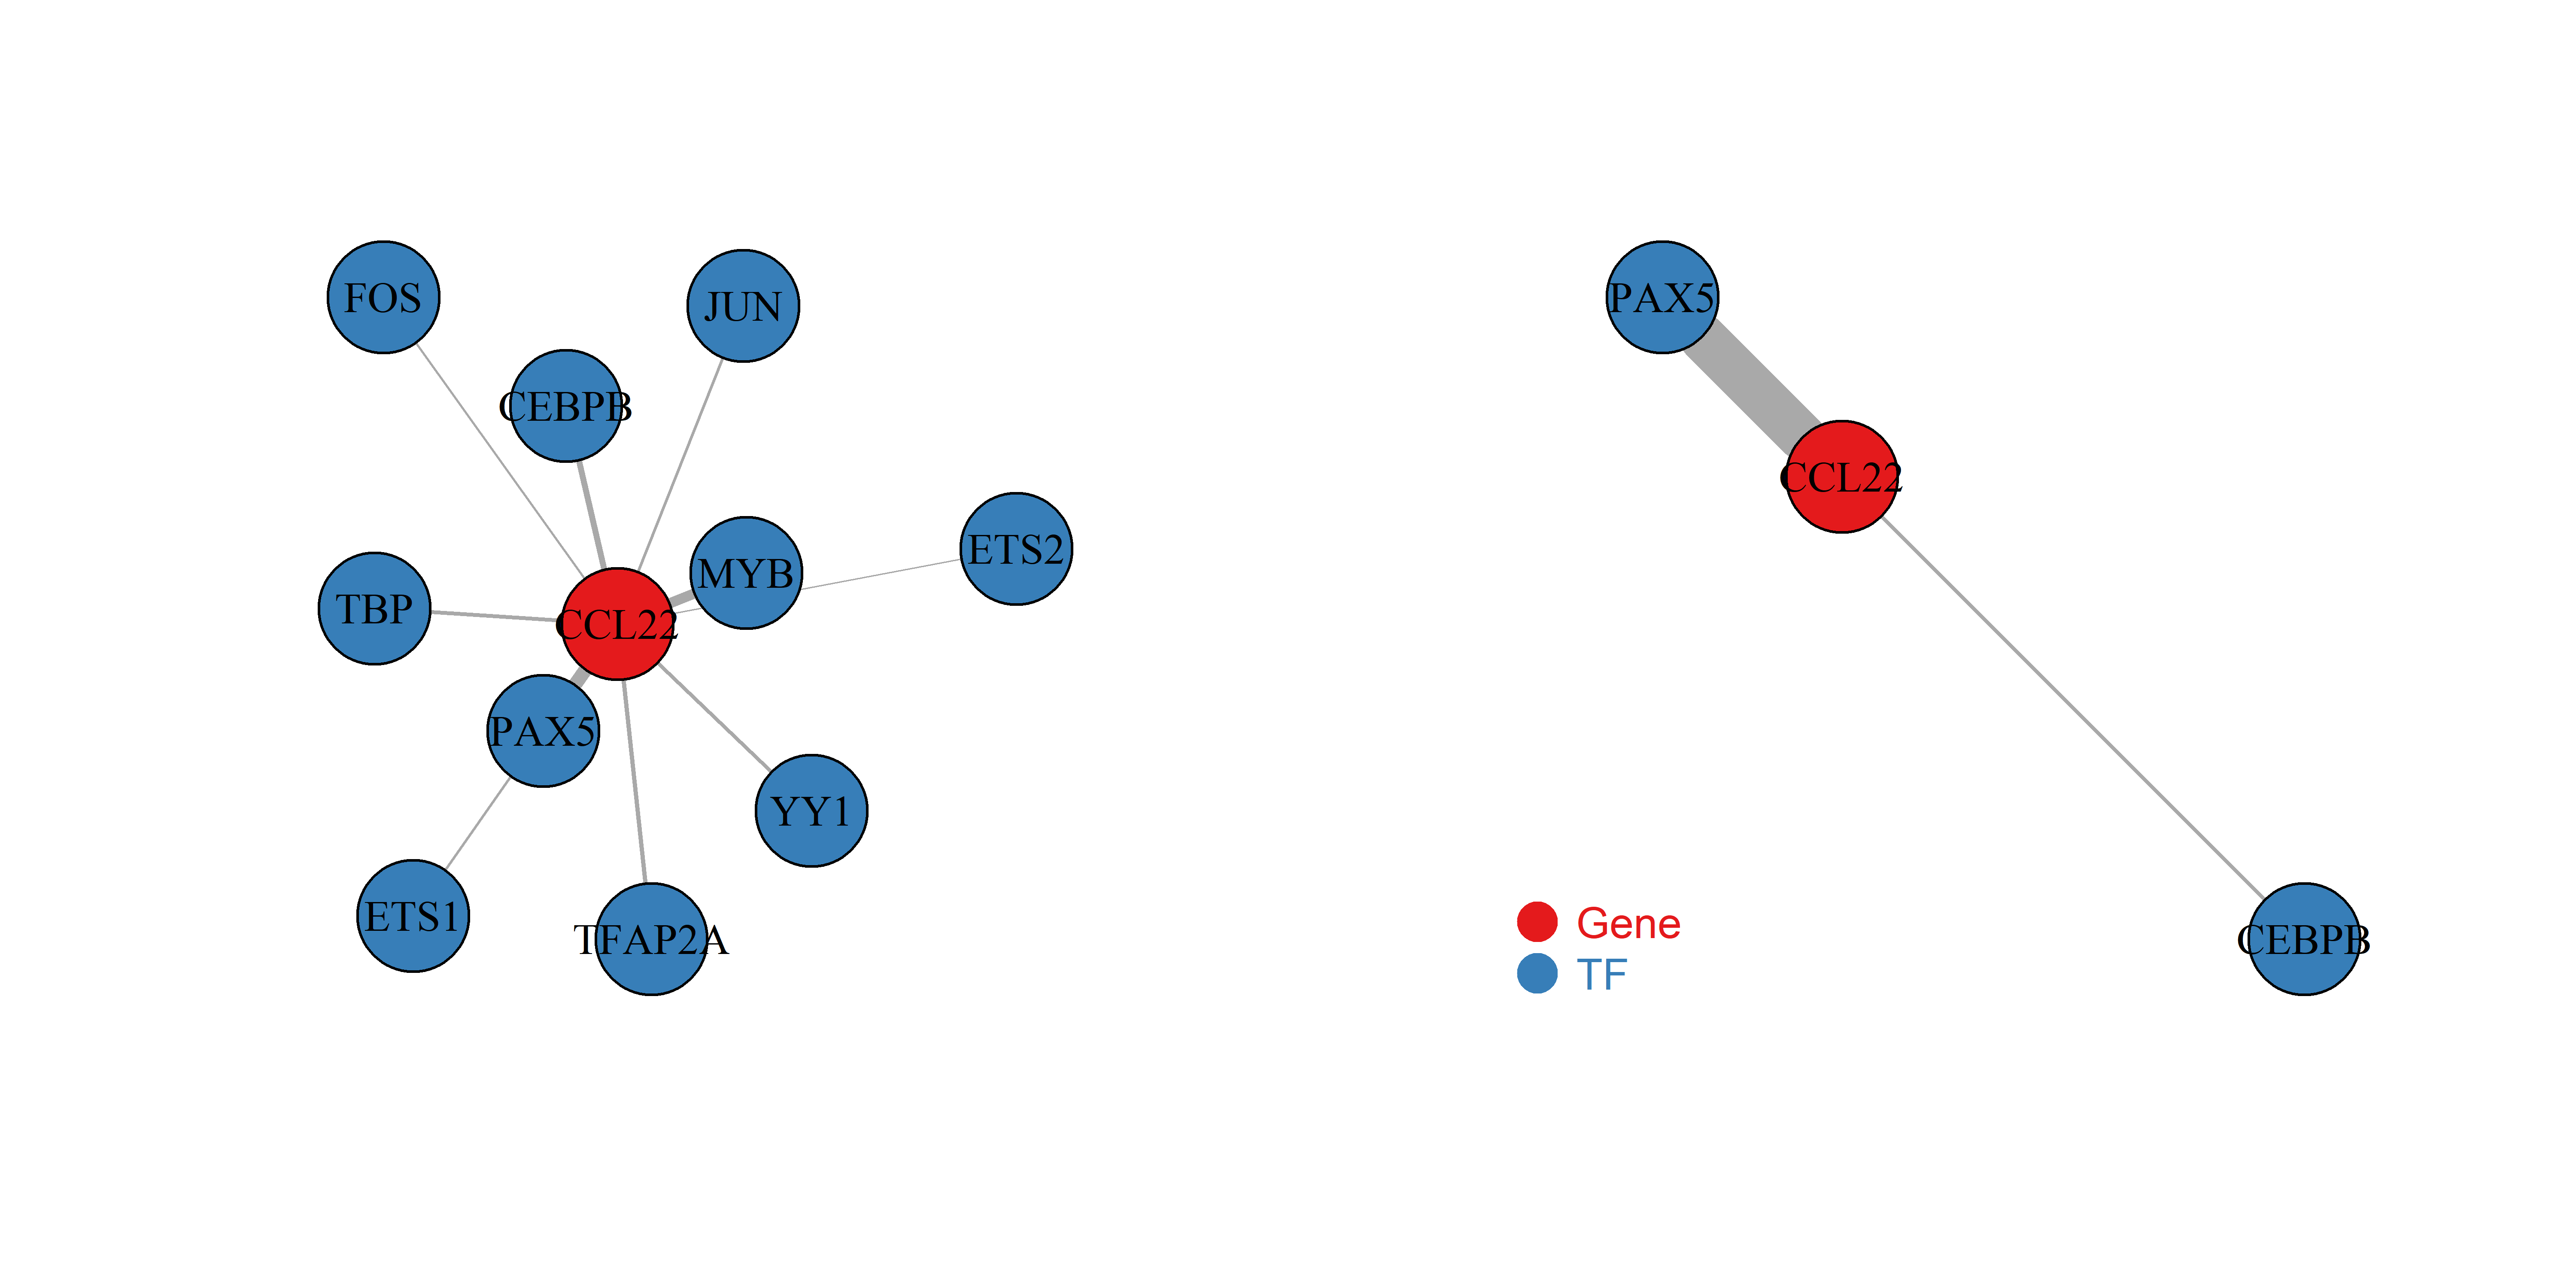 FOS
JUN
CEBPB
ETS2
MYB
TBP
CCL22
PAX5
YY1
ETS1
TFAP2A
PAX5
CCL22
CEBPB
Gene
TF